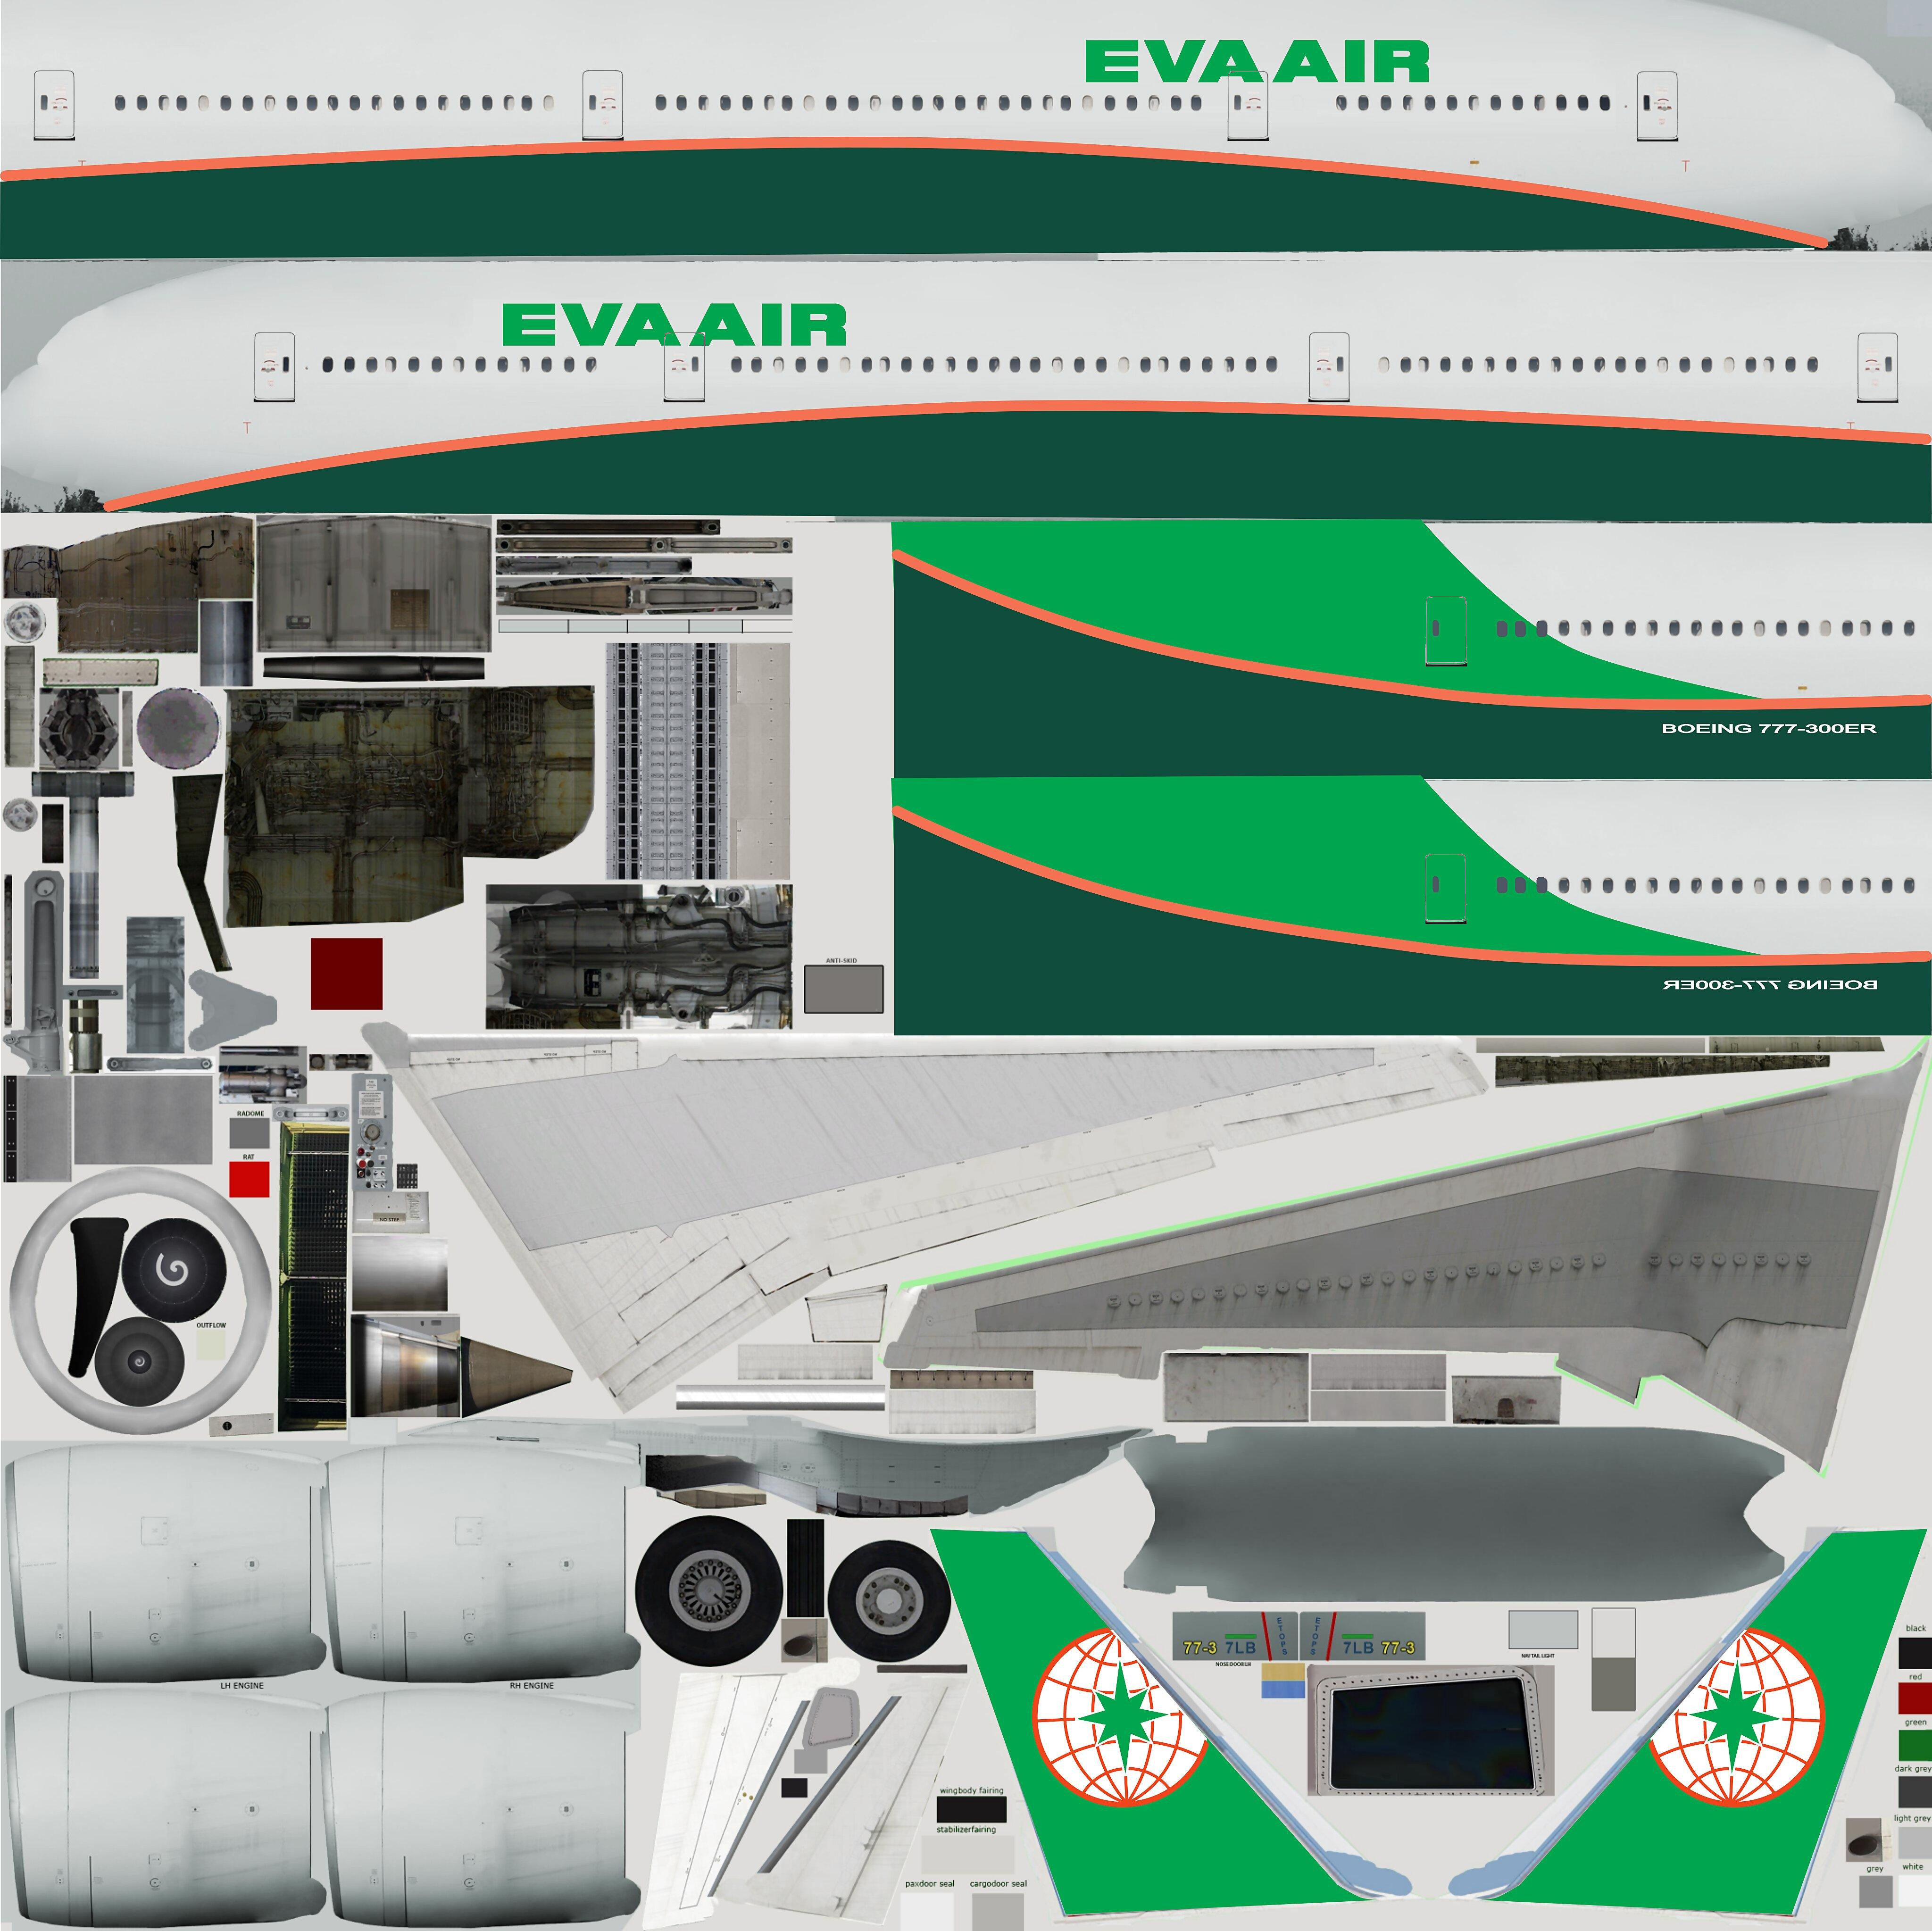 EVA AIR
EVA AIR
BOEING 777-300ER
BOEING 777-300ER
ANTI-SKID
RADOME
RAT
NO STEP
OUTFLOW
LH ENGINE
RH ENGINE
77-3 7LB ETOPS
ETOPS 7LB 77-3
NOSE DOOR LH
NAV TAIL LIGHT
black
red
green
dark grey
light grey
white
grey
wingbody fairing
stabilizerfairing
paxdoor seal
cargodoor seal